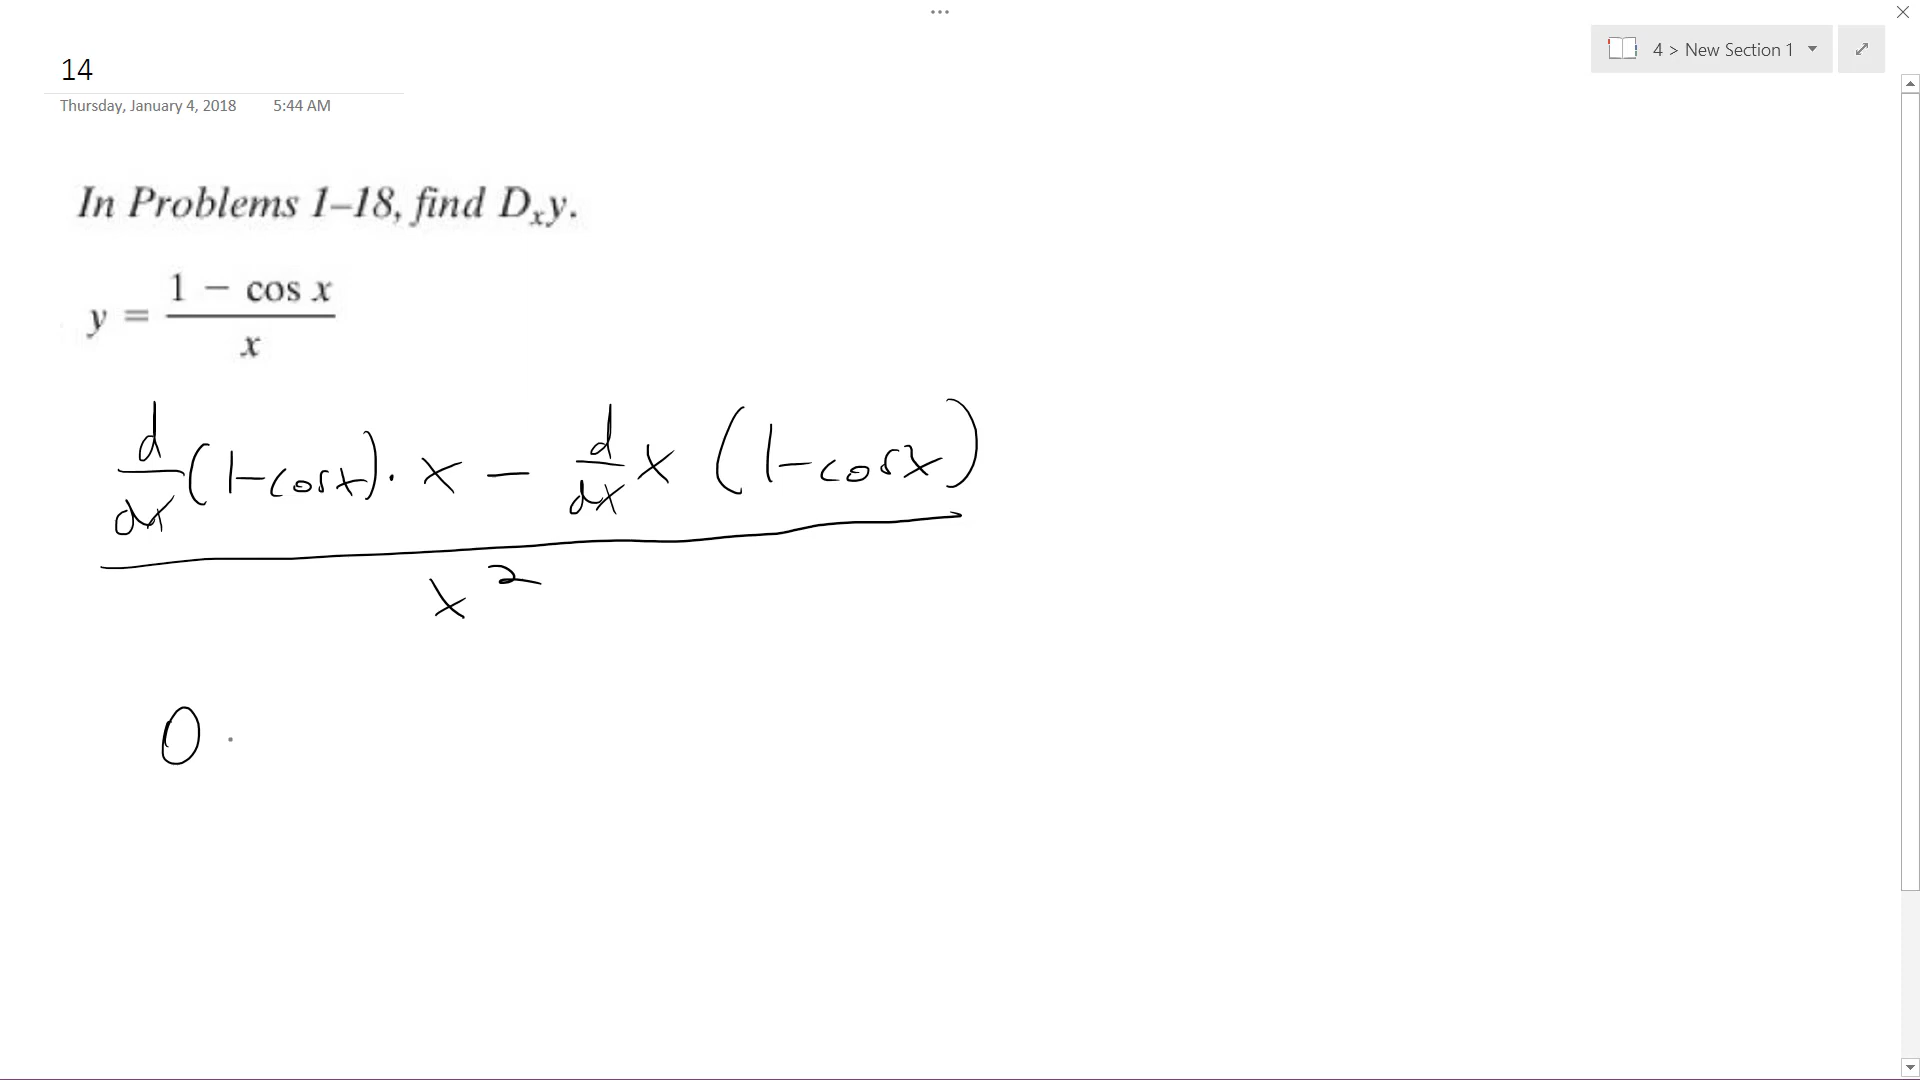 ...
4 > New Section 1
14
Thursday, January 4, 2018 5:44 AM
In Problems 1–18, find Dₓy.
y = (1 − cos x) / x
d/dx (1-cosx) · x − d/dx x (1-cosx)
x²
0 ·